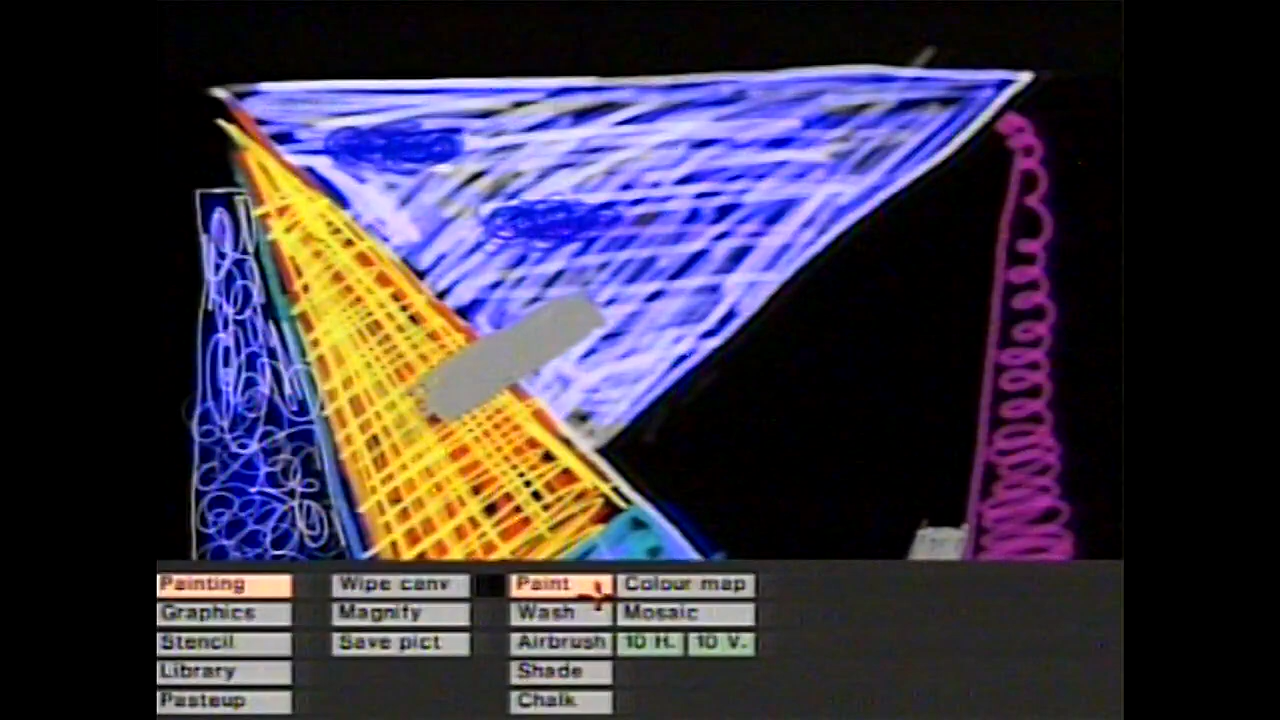 Painting Wipe canv Paint Colour map
Graphics Magnify Wash Mosaic
Stencil Save pict Airbrush 10 H. 10 V.
Library Shade
Pasteup Chalk